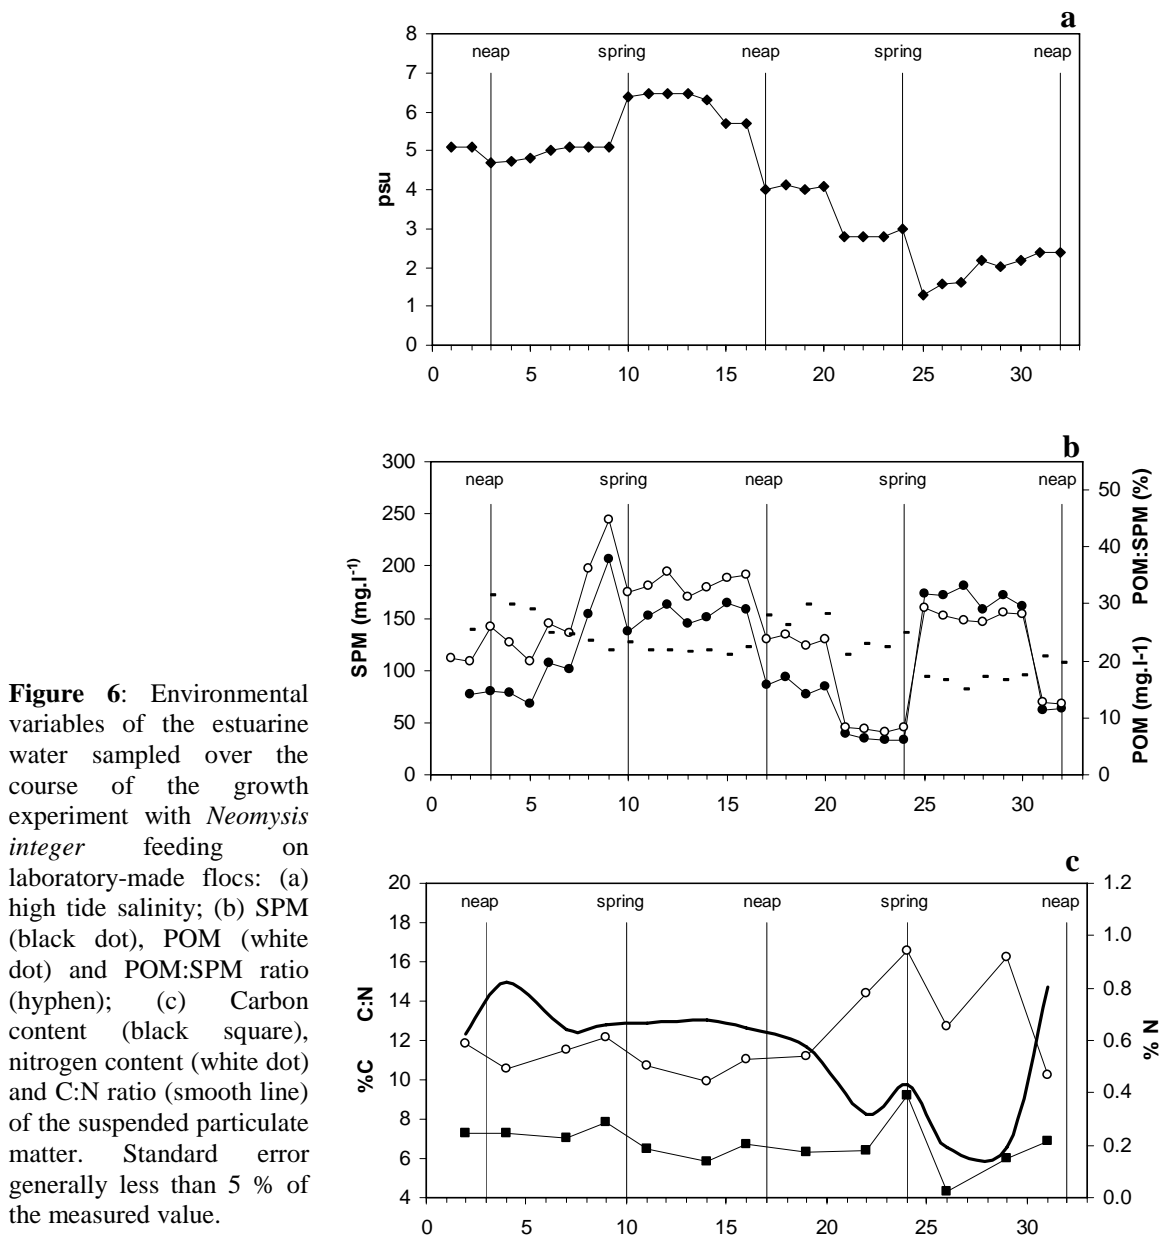 a
8
7
6
5
4
3
2
1
0
psu
neap
spring
neap
spring
neap
0
5
10
15
20
25
30
b
300
250
200
150
100
50
0
SPM (mg.l-1)
neap
spring
neap
spring
neap
50
40
30
20
10
0
POM (mg.l-1) POM:SPM (%)
0
5
10
15
20
25
30
Figure 6: Environmental
variables of the estuarine
water sampled over the
course of the growth
experiment with Neomysis
integer feeding on
laboratory-made flocs: (a)
high tide salinity; (b) SPM
(black dot), POM (white
dot) and POM:SPM ratio
(hyphen); (c) Carbon
content (black square),
nitrogen content (white dot)
and C:N ratio (smooth line)
of the suspended particulate
matter. Standard error
generally less than 5 % of
the measured value.
c
20
18
16
14
12
10
8
6
4
%C C:N
neap
spring
neap
spring
neap
1.2
1.0
0.8
0.6
0.4
0.2
0.0
% N
0
5
10
15
20
25
30